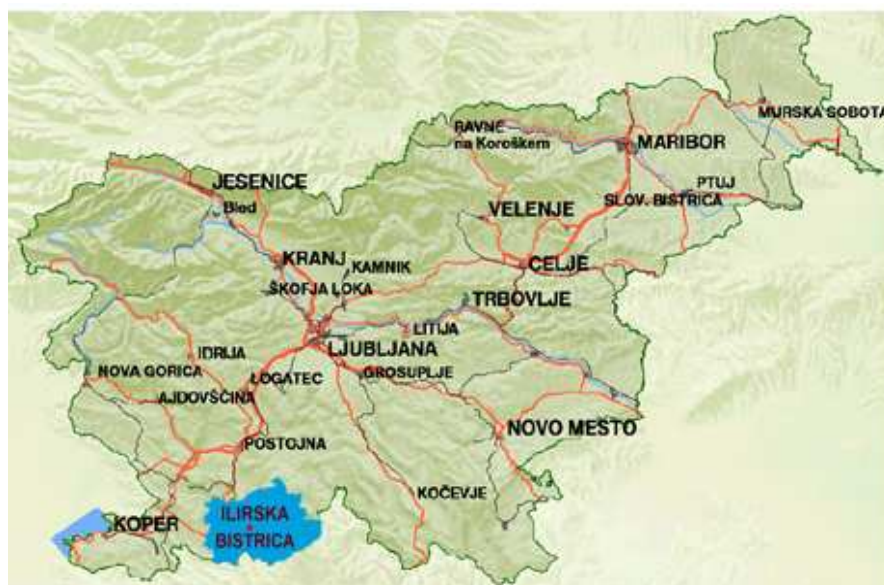 MURSKA SOBOTA
RAVNE
na Koroškem
MARIBOR
JESENICE
PTUJ
SLOV. BISTRICA
Bled
VELENJE
KRANJ
CELJE
KAMNIK
ŠKOFJA LOKA
TRBOVLJE
LITIJA
LJUBLJANA
IDRIJA
NOVA GORICA
LOGATEC
GROSUPLJE
AJDOVŠČINA
NOVO MESTO
POSTOJNA
KOČEVJE
KOPER
ILIRSKA
BISTRICA